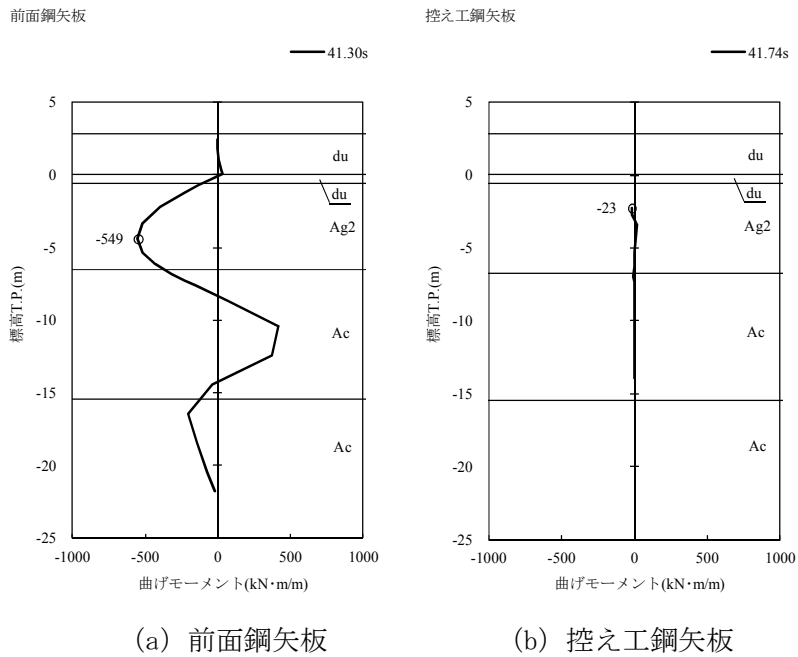 前面鋼矢板
41.30s
5
0
-5
-10
-15
-20
-25
標高T.P.(m)
du
du
Ag2
Ac
Ac
-549
-1000 -500 0 500 1000
曲げモーメント(kN・m/m)
(a) 前面鋼矢板
控え工鋼矢板
41.74s
5
0
-5
-10
-15
-20
-25
標高T.P.(m)
du
du
Ag2
Ac
Ac
-23
-1000 -500 0 500 1000
曲げモーメント(kN・m/m)
(b) 控え工鋼矢板